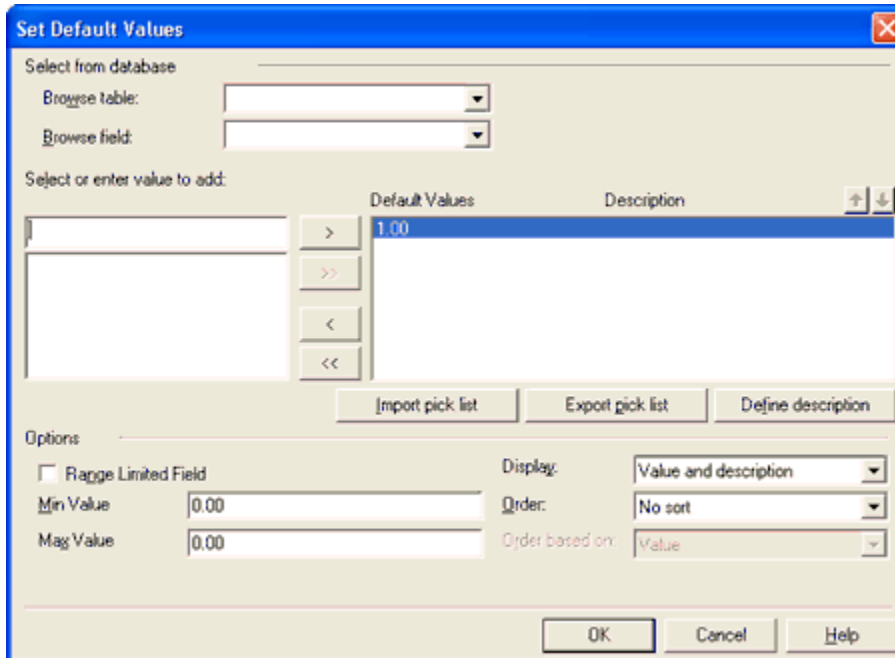 Set Default Values
Select from database
Browse table:
Browse field:
Select or enter value to add:
Default Values Description
1.00
>
>>
<
<<
Import pick list Export pick list Define description
Options
Range Limited Field
Display: Value and description
Min Value 0.00
Order: No sort
Max Value 0.00
Order based on: Value
OK Cancel Help